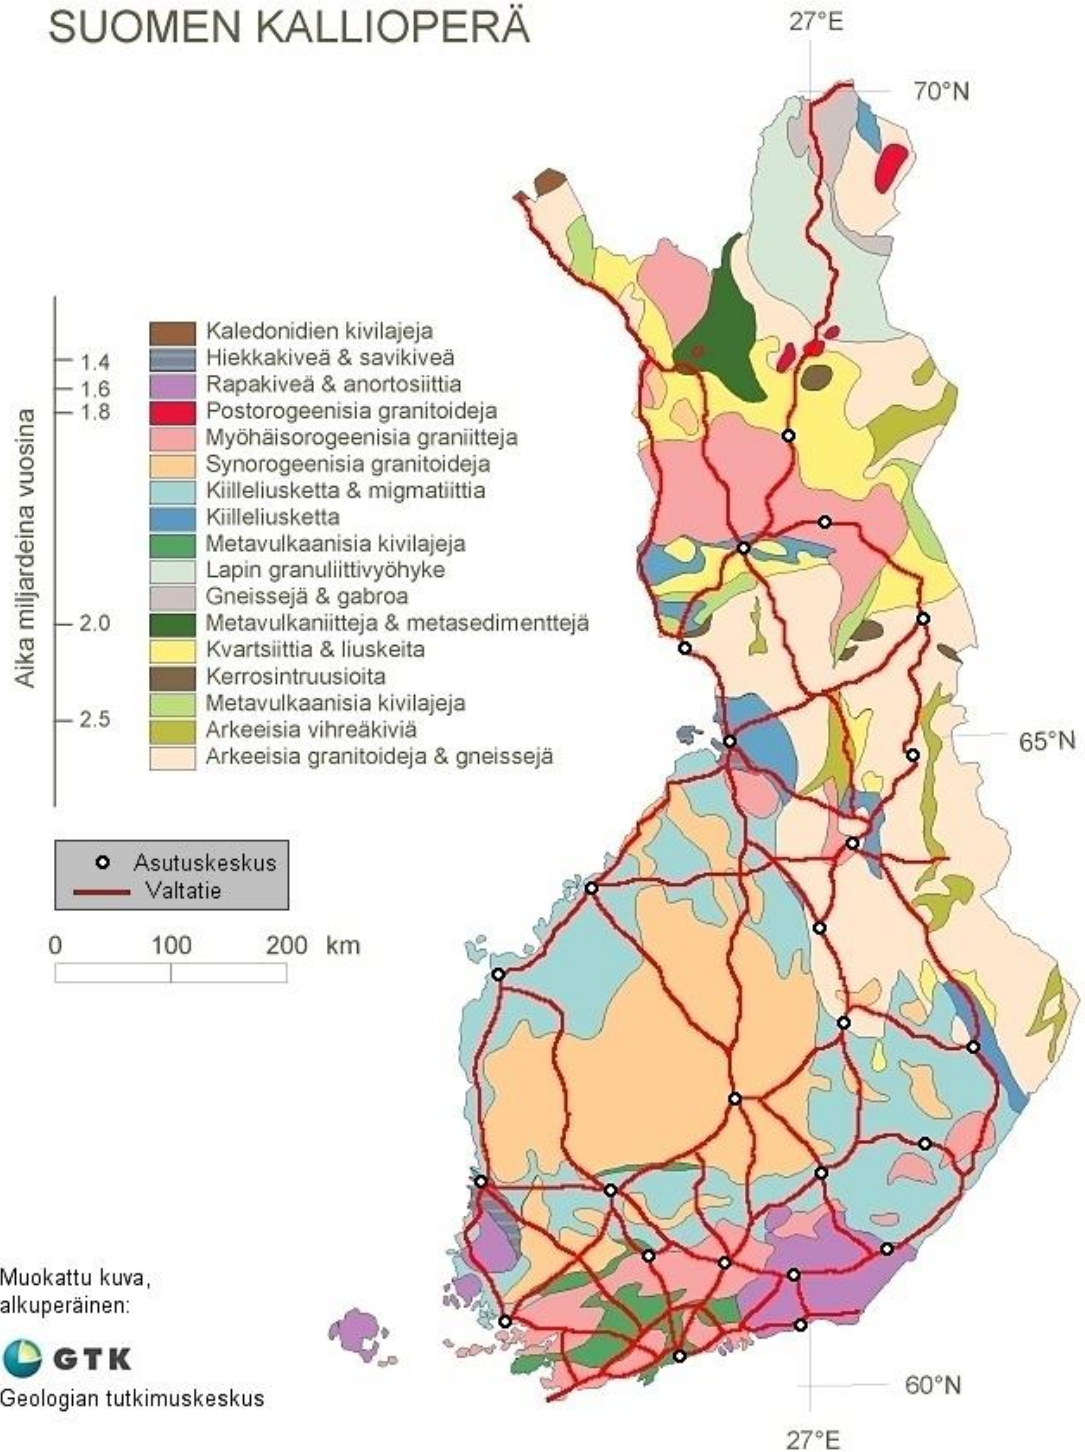 SUOMEN KALLIOPERÄ
27°E
70°N
Aika miljardeina vuosina
1.4
1.6
1.8
2.0
2.5
Kaledonidien kivilajeja
Hiekkakiveä & savikiveä
Rapakiveä & anortosiittia
Postorogeenisia granitoideja
Myöhäisorogeenisia graniitteja
Synorogeenisia granitoideja
Kiilleliusketta & migmatiittia
Kiilleliusketta
Metavulkaanisia kivilajeja
Lapin granuliittivyöhyke
Gneissejä & gabroa
Metavulkaniitteja & metasedimenttejä
Kvartsiittia & liuskeita
Kerrosintruusioita
Metavulkaanisia kivilajeja
Arkeeisia vihreäkiviä
Arkeeisia granitoideja & gneissejä
65°N
Asutuskeskus
Valtatie
0 100 200 km
Muokattu kuva,
alkuperäinen:
GTK
Geologian tutkimuskeskus
60°N
27°E